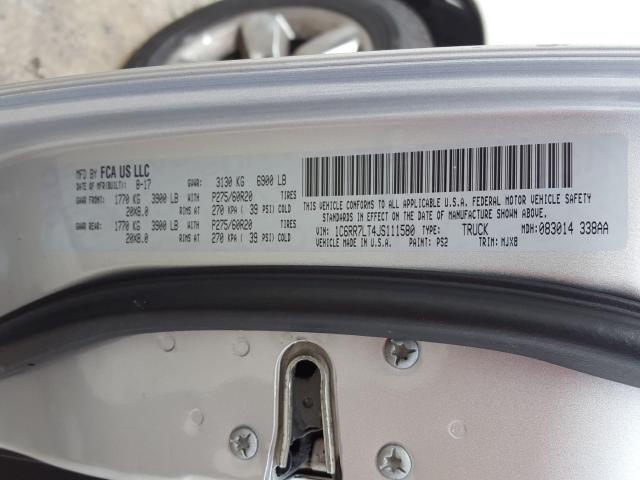 MFD BY FCA US LLC
DATE OF MFR(BUILT): 8-17 GVWR: 3130 KG 6900 LB
GAWR FRONT: 1770 KG 3900 LB TIRES P275/60R20
20X8.0 RIMS AT 270 KPA ( 39 PSI) COLD
GAWR REAR: 1770 KG 3900 LB TIRES P275/60R20
20X8.0 RIMS AT 270 KPA ( 39 PSI) COLD
THIS VEHICLE CONFORMS TO ALL APPLICABLE U.S.A. FEDERAL MOTOR VEHICLE SAFETY
STANDARDS IN EFFECT ON THE DATE OF MANUFACTURE SHOWN ABOVE.
VIN: 1C6RR7LT4JS111580 TYPE: TRUCK MDH: 083014 338AA
VEHICLE MADE IN U.S.A. PAINT: PS2 TRIM: MJX8